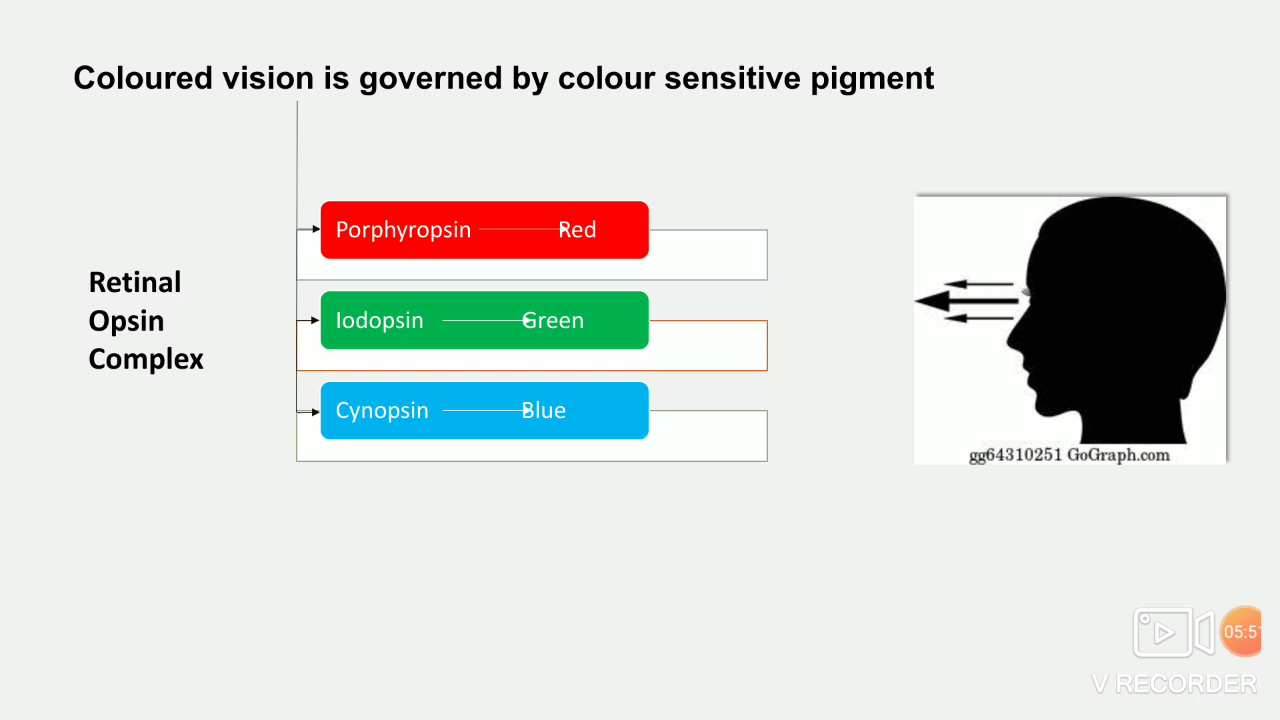 Coloured vision is governed by colour sensitive pigment
Porphyropsin Red
Retinal
Opsin
Complex
Iodopsin Green
Cynopsin Blue
gg64310251 GoGraph.com
05:51
V RECORDER